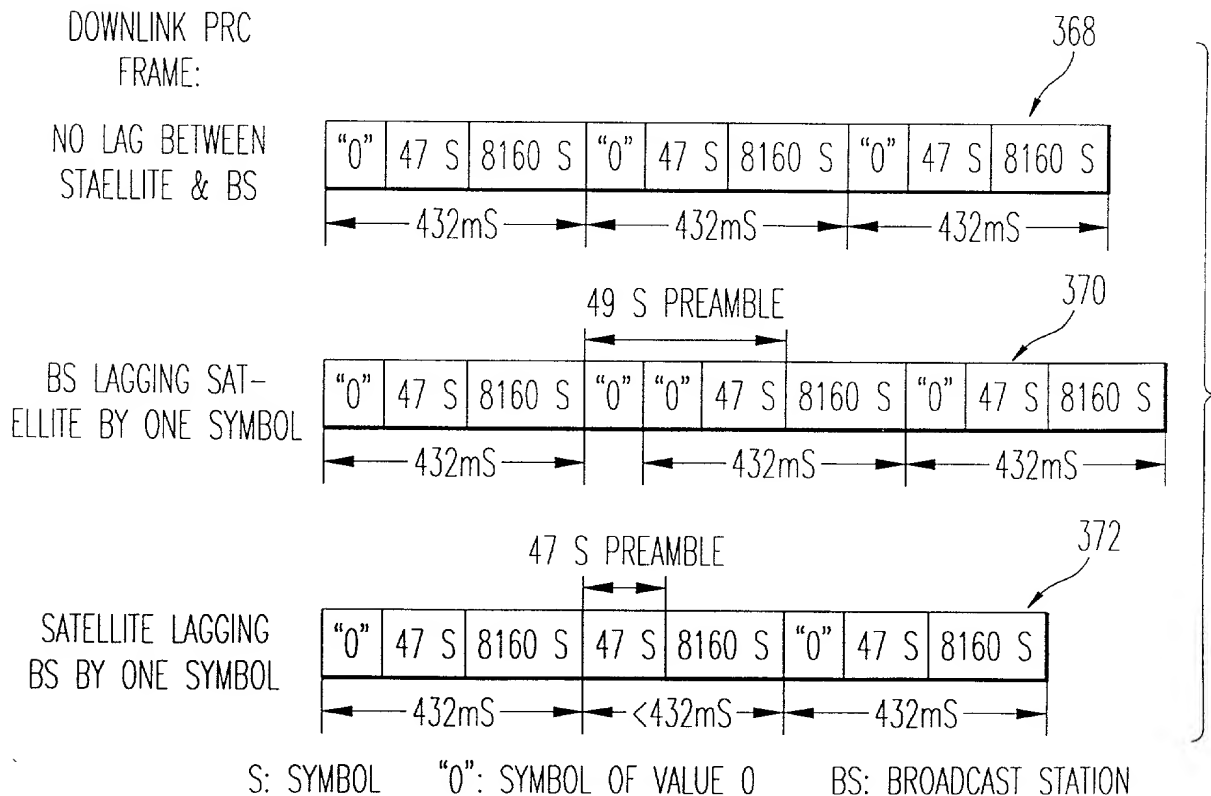 DOWNLINK PRC
FRAME:
368
NO LAG BETWEEN
STAELLITE & BS
"0" 47 S 8160 S "0" 47 S 8160 S "0" 47 S 8160 S
432mS 432mS 432mS
49 S PREAMBLE
370
BS LAGGING SAT-
ELLITE BY ONE SYMBOL
"0" 47 S 8160 S "0" "0" 47 S 8160 S "0" 47 S 8160 S
432mS 432mS 432mS
47 S PREAMBLE
372
SATELLITE LAGGING
BS BY ONE SYMBOL
"0" 47 S 8160 S 47 S 8160 S "0" 47 S 8160 S
432mS <432mS 432mS
S: SYMBOL "0": SYMBOL OF VALUE 0 BS: BROADCAST STATION